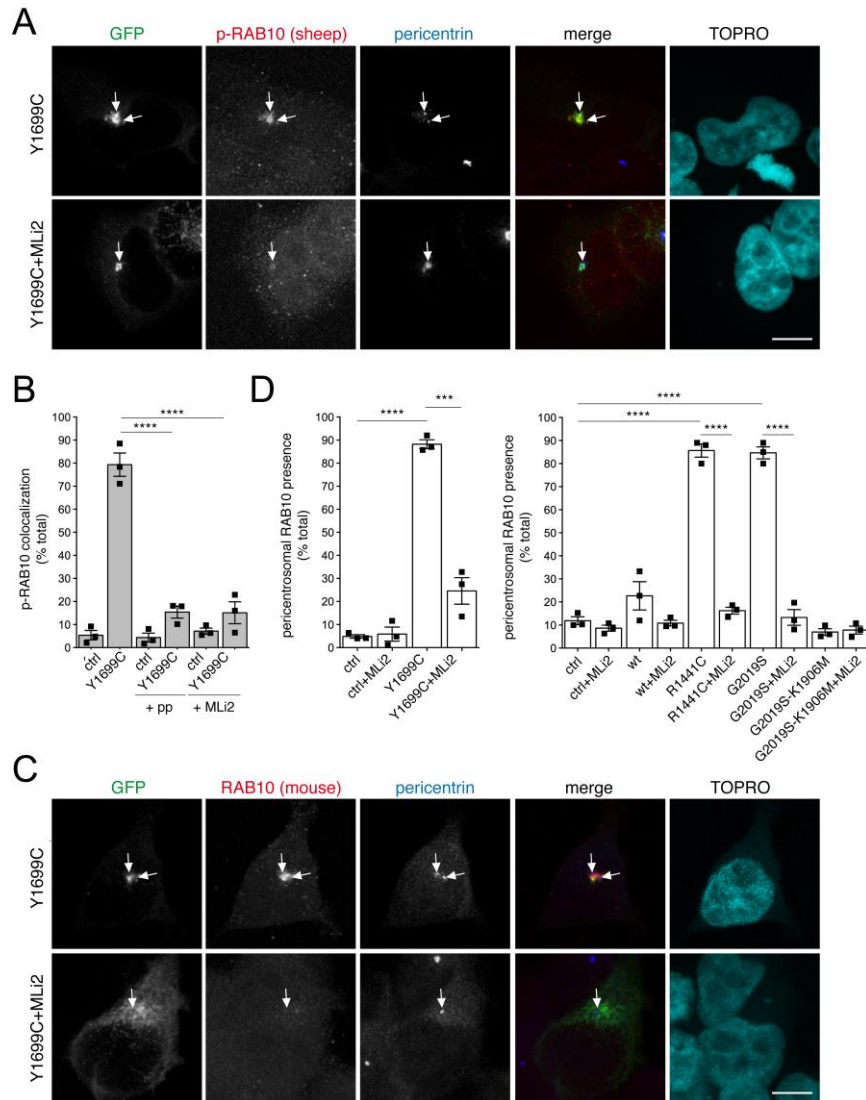 A
GFP
p-RAB10 (sheep)
pericentrin
merge
TOPRO
Y1699C
Y1699C+MLi2
B
p-RAB10 colocalization
(% total)
100
90
80
70
60
50
40
30
20
10
0
****
****
ctrl
Y1699C
ctrl
Y1699C
ctrl
Y1699C
+ pp
+ MLi2
D
pericentrosomal RAB10 presence
(% total)
100
90
80
70
60
50
40
30
20
10
0
****
***
ctrl
ctrl+MLi2
Y1699C
Y1699C+MLi2
pericentrosomal RAB10 presence
(% total)
100
90
80
70
60
50
40
30
20
10
0
****
****
****
****
ctrl
ctrl+MLi2
wt
wt+MLi2
R1441C
R1441C+MLi2
G2019S
G2019S+MLi2
G2019S-K1906M
G2019S-K1906M+MLi2
C
GFP
RAB10 (mouse)
pericentrin
merge
TOPRO
Y1699C
Y1699C+MLi2